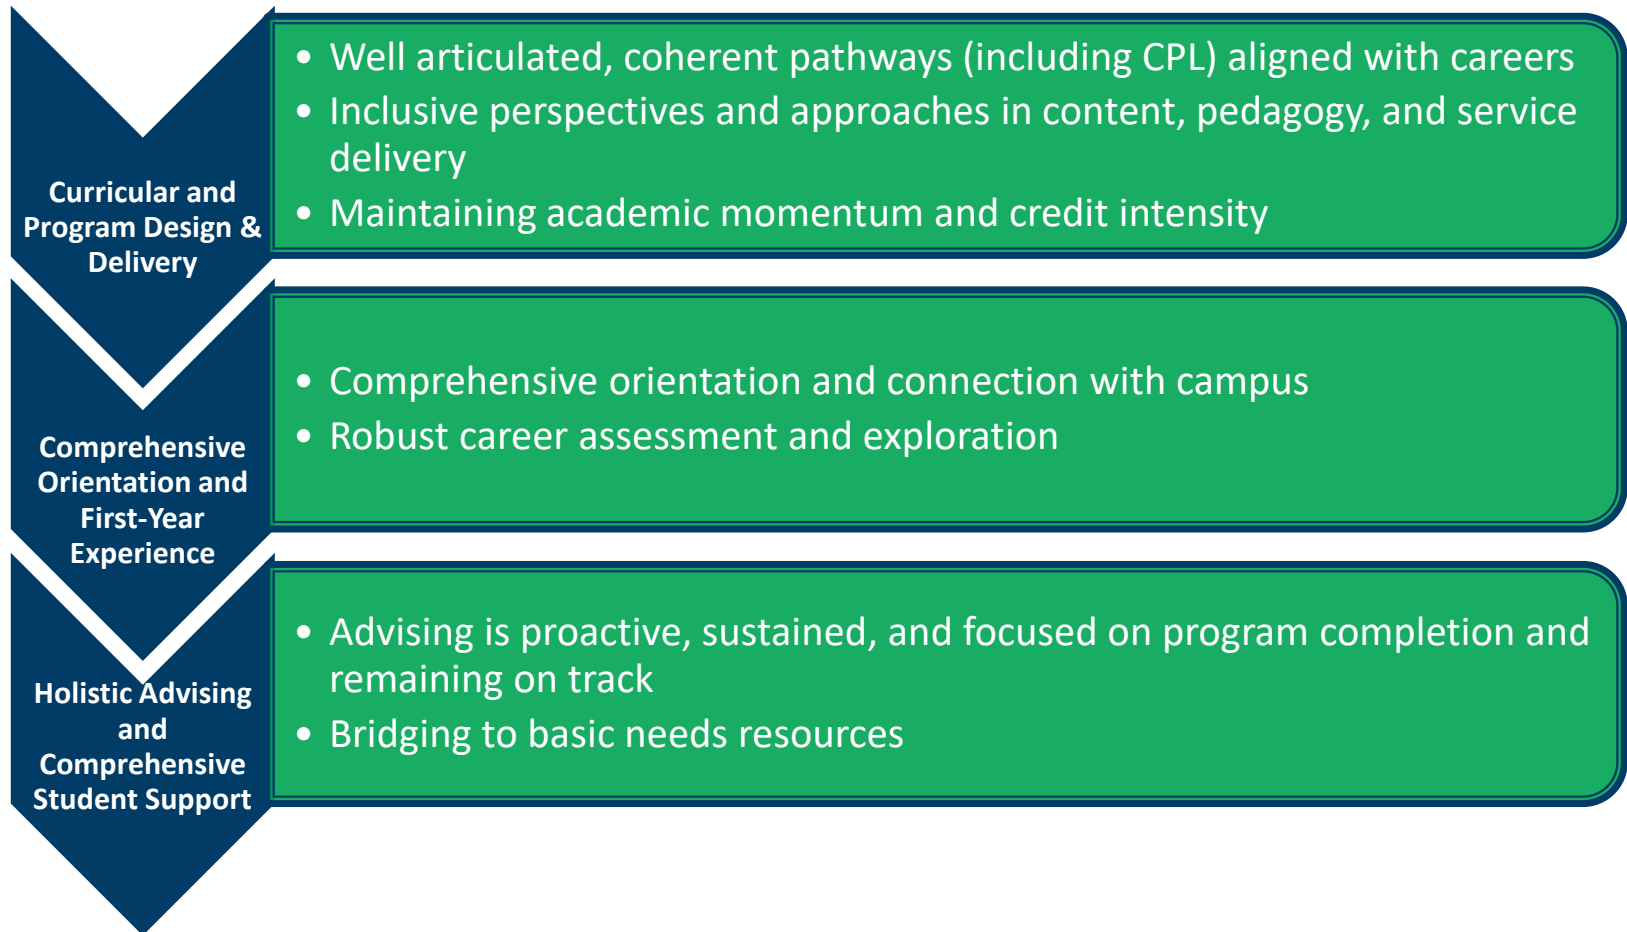 Curricular and
Program Design &
Delivery
• Well articulated, coherent pathways (including CPL) aligned with careers
• Inclusive perspectives and approaches in content, pedagogy, and service
delivery
• Maintaining academic momentum and credit intensity
Comprehensive
Orientation and
First-Year
Experience
• Comprehensive orientation and connection with campus
• Robust career assessment and exploration
Holistic Advising
and
Comprehensive
Student Support
• Advising is proactive, sustained, and focused on program completion and
remaining on track
• Bridging to basic needs resources